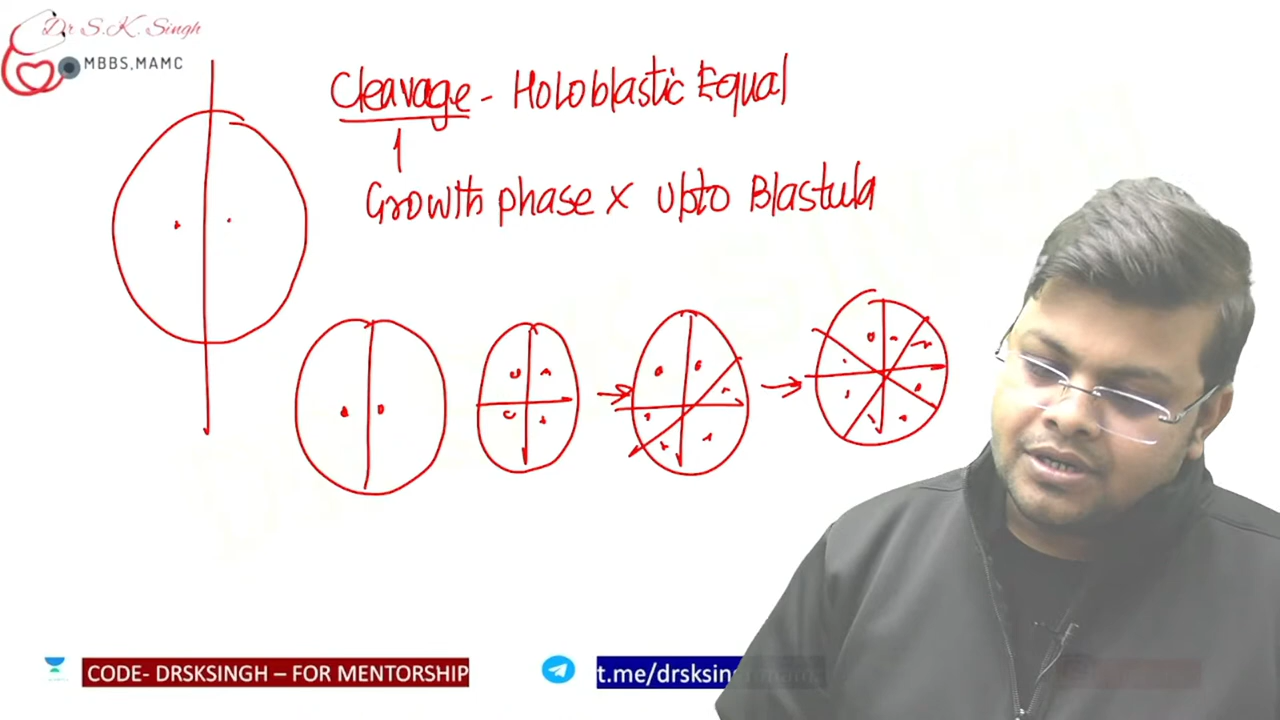 Dr S.K. Singh
MBBS,MAMC
Cleavage - Holoblastic Equal
Growth phase x upto Blastula
CODE- DRSKSINGH – FOR MENTORSHIP
t.me/drsksin